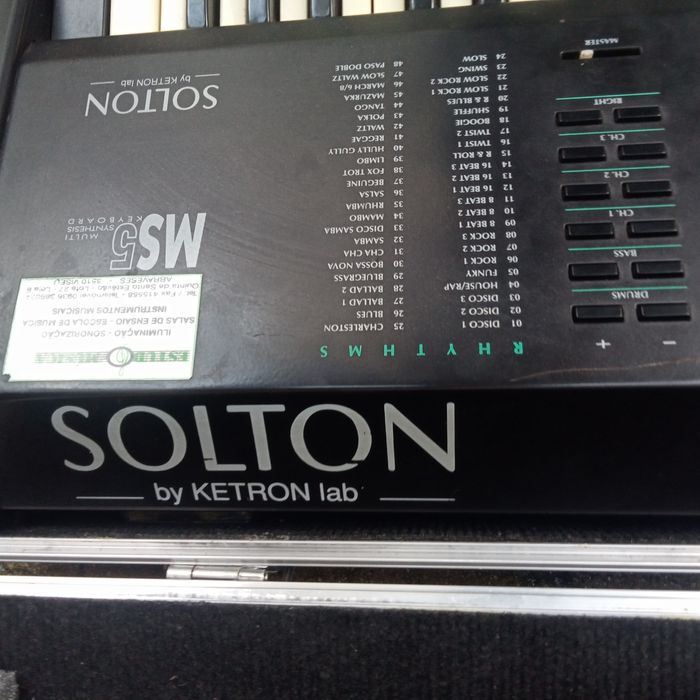 SOLTON
by KETRON lab
MS5
MULTI
SYNTHESIS
KEYBOARD
RHYTHMS
01 DISCO 1
02 DISCO 2
03 DISCO 3
04 HOUSE/RAP
05 FUNKY
06 ROCK 1
07 ROCK 2
08 ROCK 3
09 8 BEAT 1
10 8 BEAT 2
11 8 BEAT 3
12 16 BEAT 1
13 16 BEAT 2
14 16 BEAT 3
15 R & ROLL
16 TWIST 1
17 TWIST 2
18 BOOGIE
19 SHUFFLE
20 R & BLUES
21 SLOW ROCK 1
22 SLOW ROCK 2
23 SWING
24 SLOW
25 CHARLESTON
26 BLUES
27 BALLAD 1
28 BALLAD 2
29 BLUEGRASS
30 BOSSA NOVA
31 CHA CHA
32 SAMBA
33 DISCO SAMBA
34 MAMBO
35 RHUMBA
36 SALSA
37 BEGUINE
38 FOX TROT
39 LIMBO
40 HULLY GULLY
41 REGGAE
42 WALTZ
43 POLKA
44 TANGO
45 MAZURKA
46 MARCH 6/8
47 SLOW WALTZ
48 PASO DOBLE
- +
DRUMS
BASS
CH. 1
CH. 2
CH. 3
RIGHT
MASTER
ILUMINAÇÃO - SONORIZAÇÃO
SALAS DE ENSAIO - ESCOLA DE MUSICA
INSTRUMENTOS MUSICAIS
ABRAVESES - 3510 VISEU
SOLTON
by KETRON lab